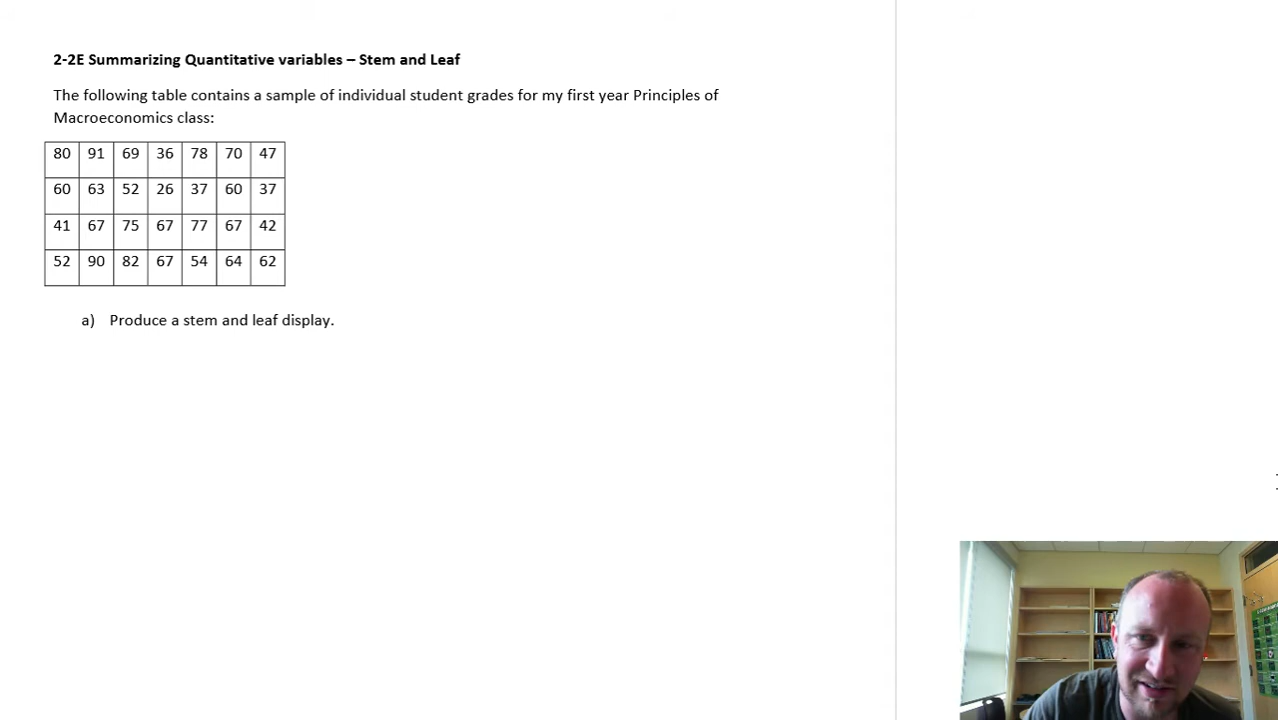 2-2E Summarizing Quantitative variables – Stem and Leaf
The following table contains a sample of individual student grades for my first year Principles of
Macroeconomics class:
80 91 69 36 78 70 47
60 63 52 26 37 60 37
41 67 75 67 77 67 42
52 90 82 67 54 64 62
a) Produce a stem and leaf display.